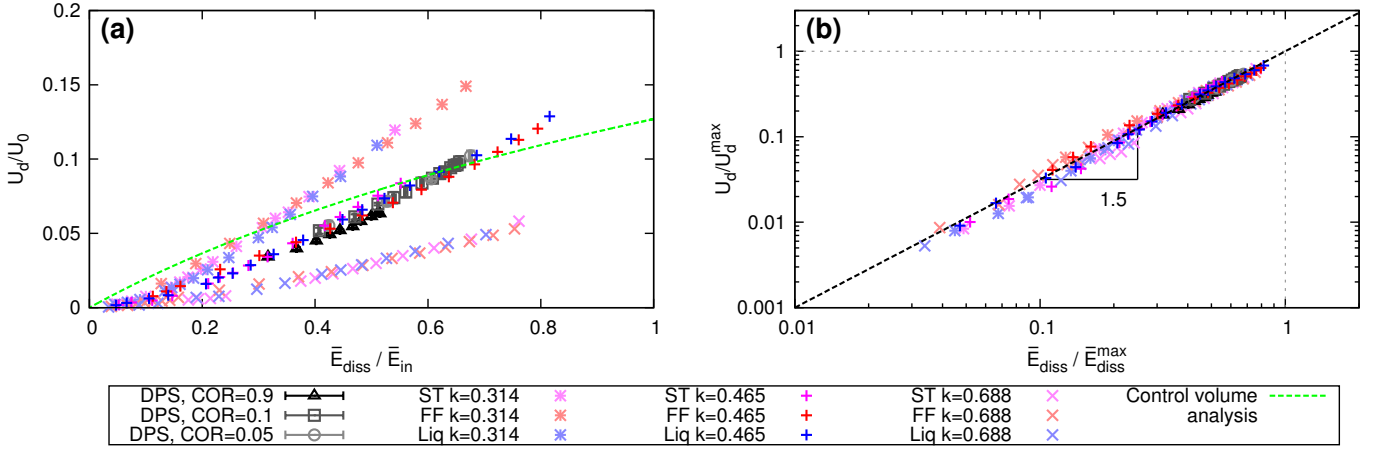 (a)
U_d/U_0
0.2
0.15
0.1
0.05
0
0 0.2 0.4 0.6 0.8 1
E̅_diss / E̅_in
(b)
U_d/U_d^max
1
0.1
0.01
0.001
1.5
0.01 0.1 1
E̅_diss / E̅_diss^max
DPS, COR=0.9 ST k=0.314 ST k=0.465 ST k=0.688 Control volume
DPS, COR=0.1 FF k=0.314 FF k=0.465 FF k=0.688 analysis
DPS, COR=0.05 Liq k=0.314 Liq k=0.465 Liq k=0.688